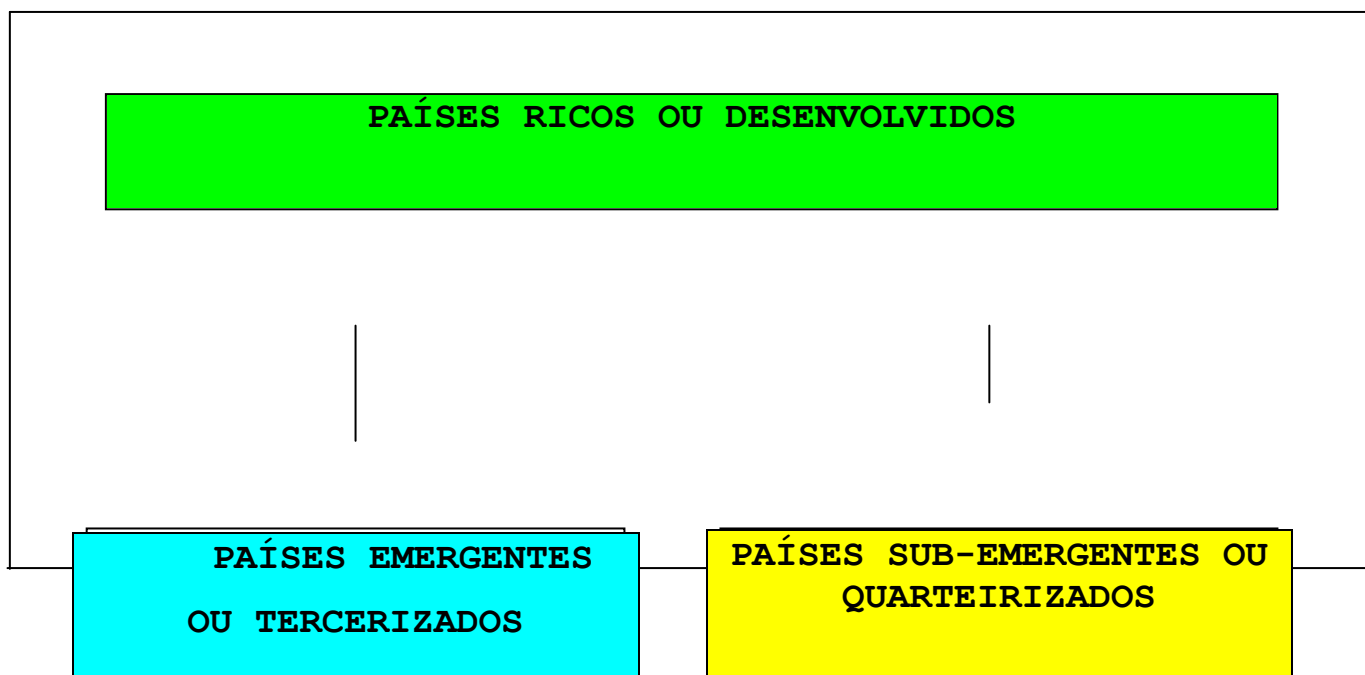 PAÍSES RICOS OU DESENVOLVIDOS
PAÍSES EMERGENTES
OU TERCERIZADOS
PAÍSES SUB-EMERGENTES OU
QUARTEIRIZADOS